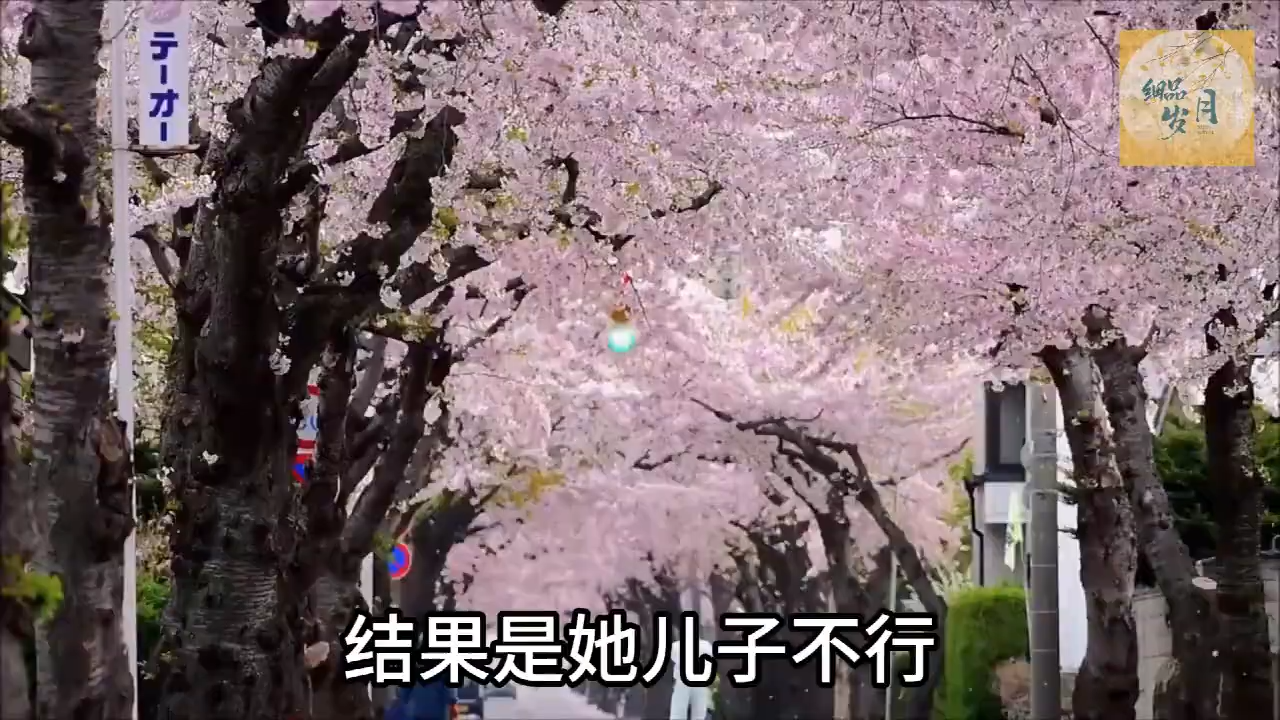 テーオー
细品
岁月
结果是她儿子不行